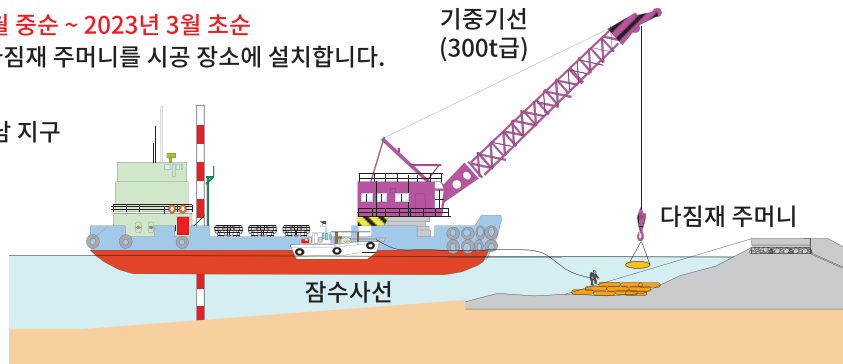 월 중순 ~ 2023년 3월 초순
다짐재 주머니를 시공 장소에 설치합니다.
남 지구
기중기선
(300t급)
다짐재 주머니
잠수사선